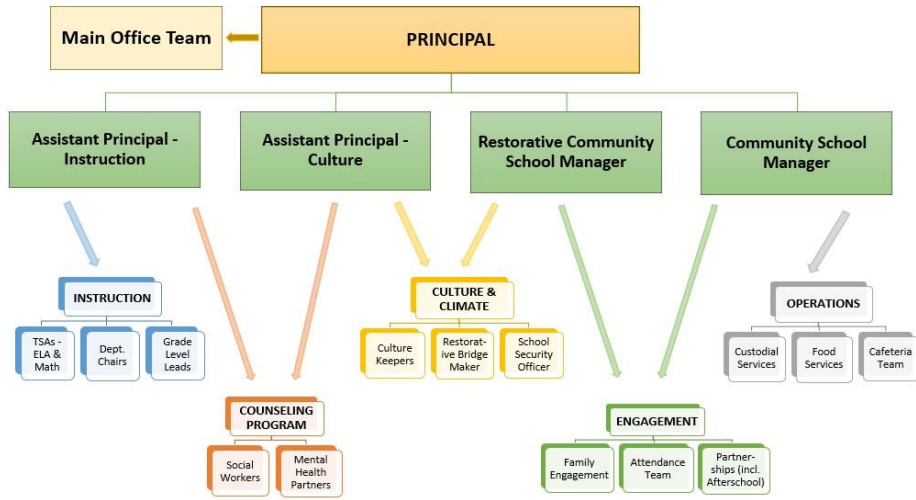 Main Office Team
PRINCIPAL
Assistant Principal -
Instruction
Assistant Principal -
Culture
Restorative Community
School Manager
Community School
Manager
INSTRUCTION
TSAs -
ELA &
Math
Dept.
Chairs
Grade
Level
Leads
CULTURE &
CLIMATE
Culture
Keepers
Restorat-
ive Bridge
Maker
School
Security
Officer
OPERATIONS
Custodial
Services
Food
Services
Cafeteria
Team
COUNSELING
PROGRAM
Social
Workers
Mental
Health
Partners
ENGAGEMENT
Family
Engagement
Attendance
Team
Partner-
ships (incl.
Afterschool)